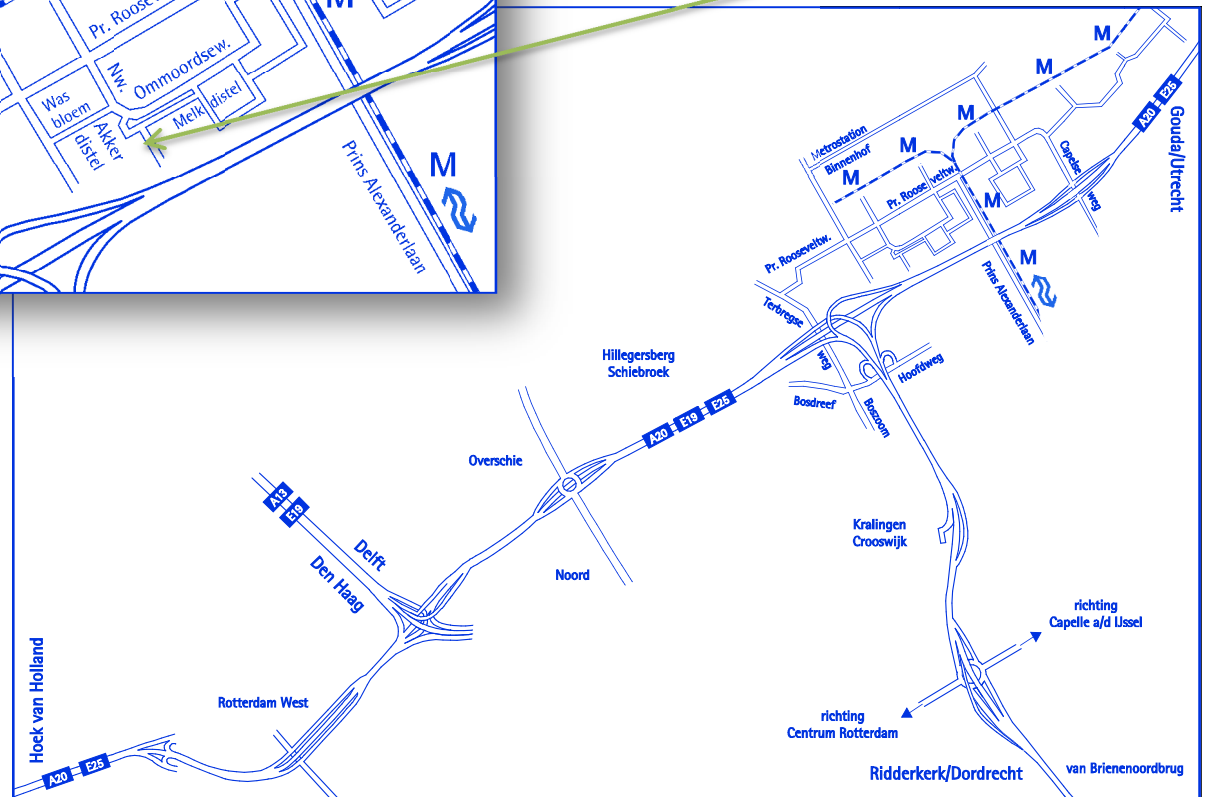 M
Pr. Roosev
Nw.
Ommoordsew.
Was
bloem
Akker
distel
Melk distel
Prins Alexanderlaan
M
M
M
M
M
M
M
M
Metrostation
Binnenhof
Pr. Roose veltw.
Pr. Rooseveltw.
Capelse
weg
A20
E25
Gouda/Utrecht
Prins Alexanderlaan
Terbregse
weg
Hoofdweg
Bosdreef
Boszoom
Hillegersberg
Schiebroek
A20
E19
E25
Overschie
Noord
A13
E19
Delft
Den Haag
Kralingen
Crooswijk
richting
Capelle a/d IJssel
richting
Centrum Rotterdam
Rotterdam West
Hoek van Holland
A20
E25
Ridderkerk/Dordrecht
van Brienenoordbrug